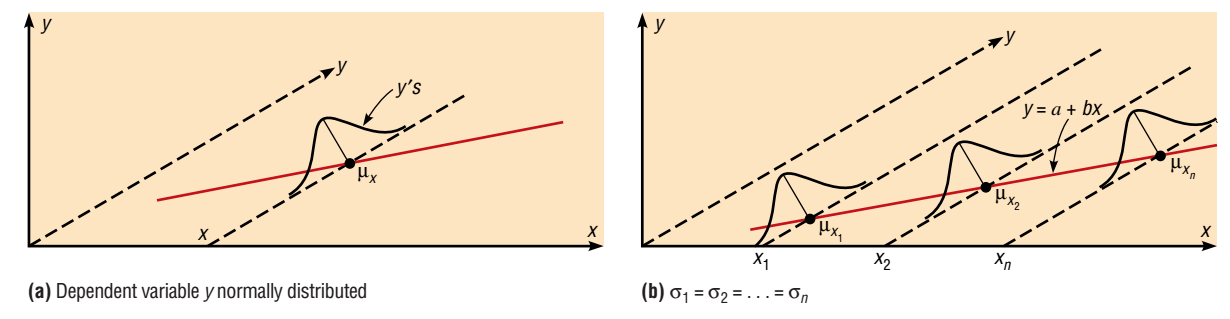 y
y
y's
μx
x
x
(a) Dependent variable y normally distributed
y
y
y = a + bx
μxn
μx2
μx1
x
x1
x2
xn
(b) σ1 = σ2 = . . . = σn